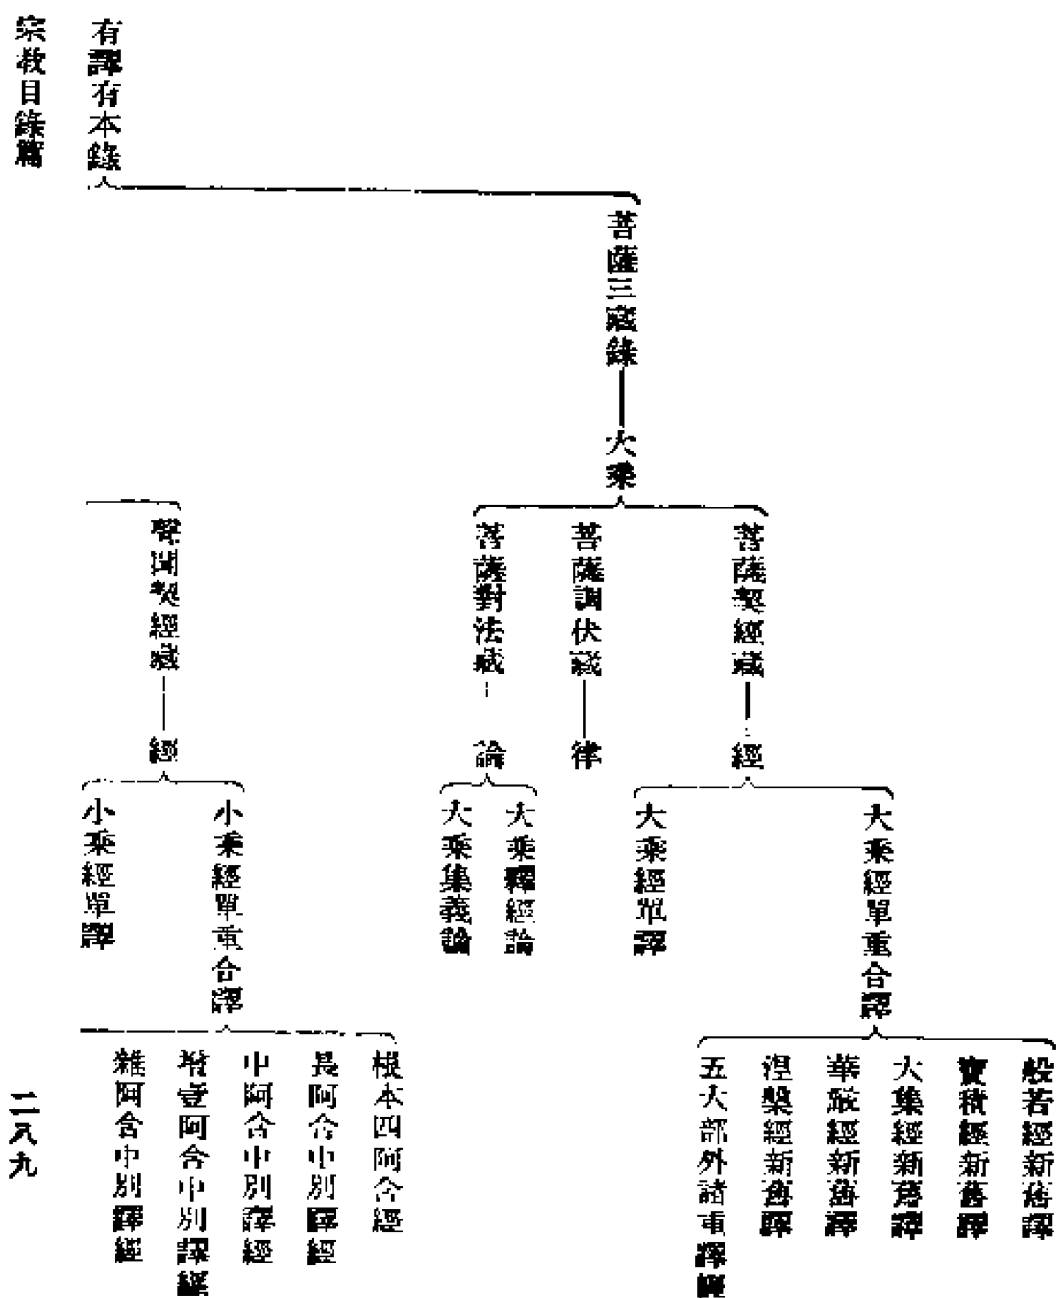 有譯有本錄
菩薩三藏錄
大乘
菩薩契經藏
經
大乘經單重合譯
般若經新舊譯
寶積經新舊譯
大集經新舊譯
華嚴經新舊譯
涅槃經新舊譯
五大部外諸重譯經
大乘經單譯
菩薩調伏藏
律
菩薩對法藏
論
大乘釋經論
大乘集義論
聲聞契經藏
經
小乘經單重合譯
根本四阿含經
長阿含中別譯經
中阿含中別譯經
增壹阿含中別譯經
雜阿含中別譯經
小乘經單譯
宗教目錄篇
二八九